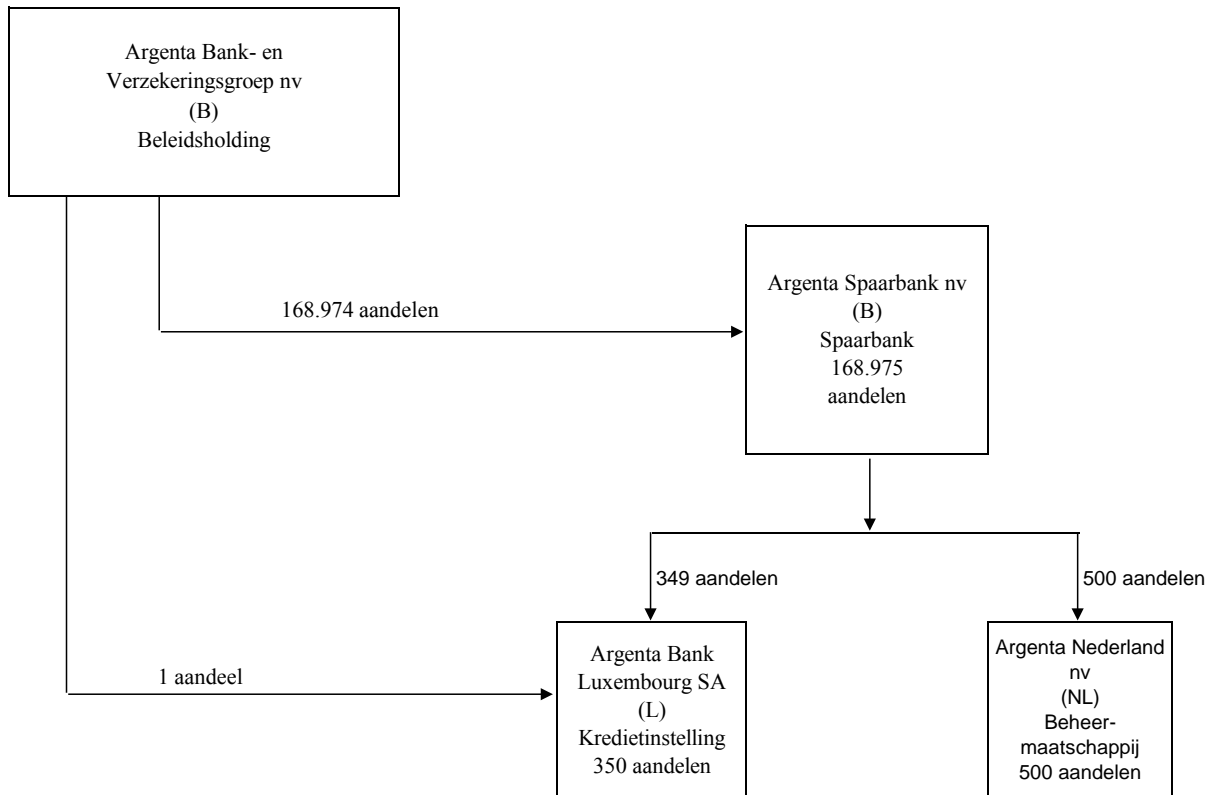 Argenta Bank- en
Verzekeringsgroep nv
(B)
Beleidsholding
168.974 aandelen
Argenta Spaarbank nv
(B)
Spaarbank
168.975
aandelen
349 aandelen
500 aandelen
1 aandeel
Argenta Bank
Luxembourg SA
(L)
Kredietinstelling
350 aandelen
Argenta Nederland
nv
(NL)
Beheer-
maatschappij
500 aandelen